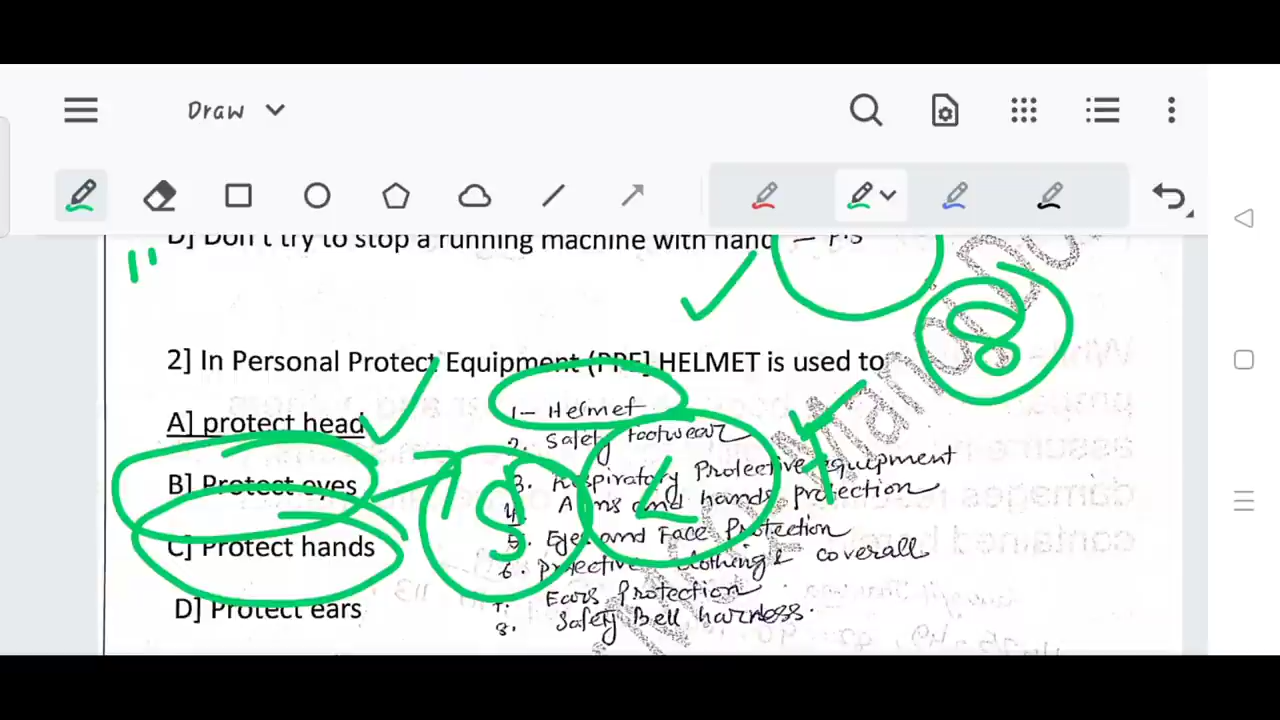 Draw
D] Don't try to stop a running machine with hand – P.S
8
2] In Personal Protect Equipment (PPE] HELMET is used to
A] protect head
B] Protect eyes
C] Protect hands
D] Protect ears
1– Helmet
2. Safety footwear
3. Respiratory Protective equipment
4. Arms and hands protection
5. Eyes and Face Protection
6. protective clothing & coverall
7. Ears Protection
8. Safety Belt harness.